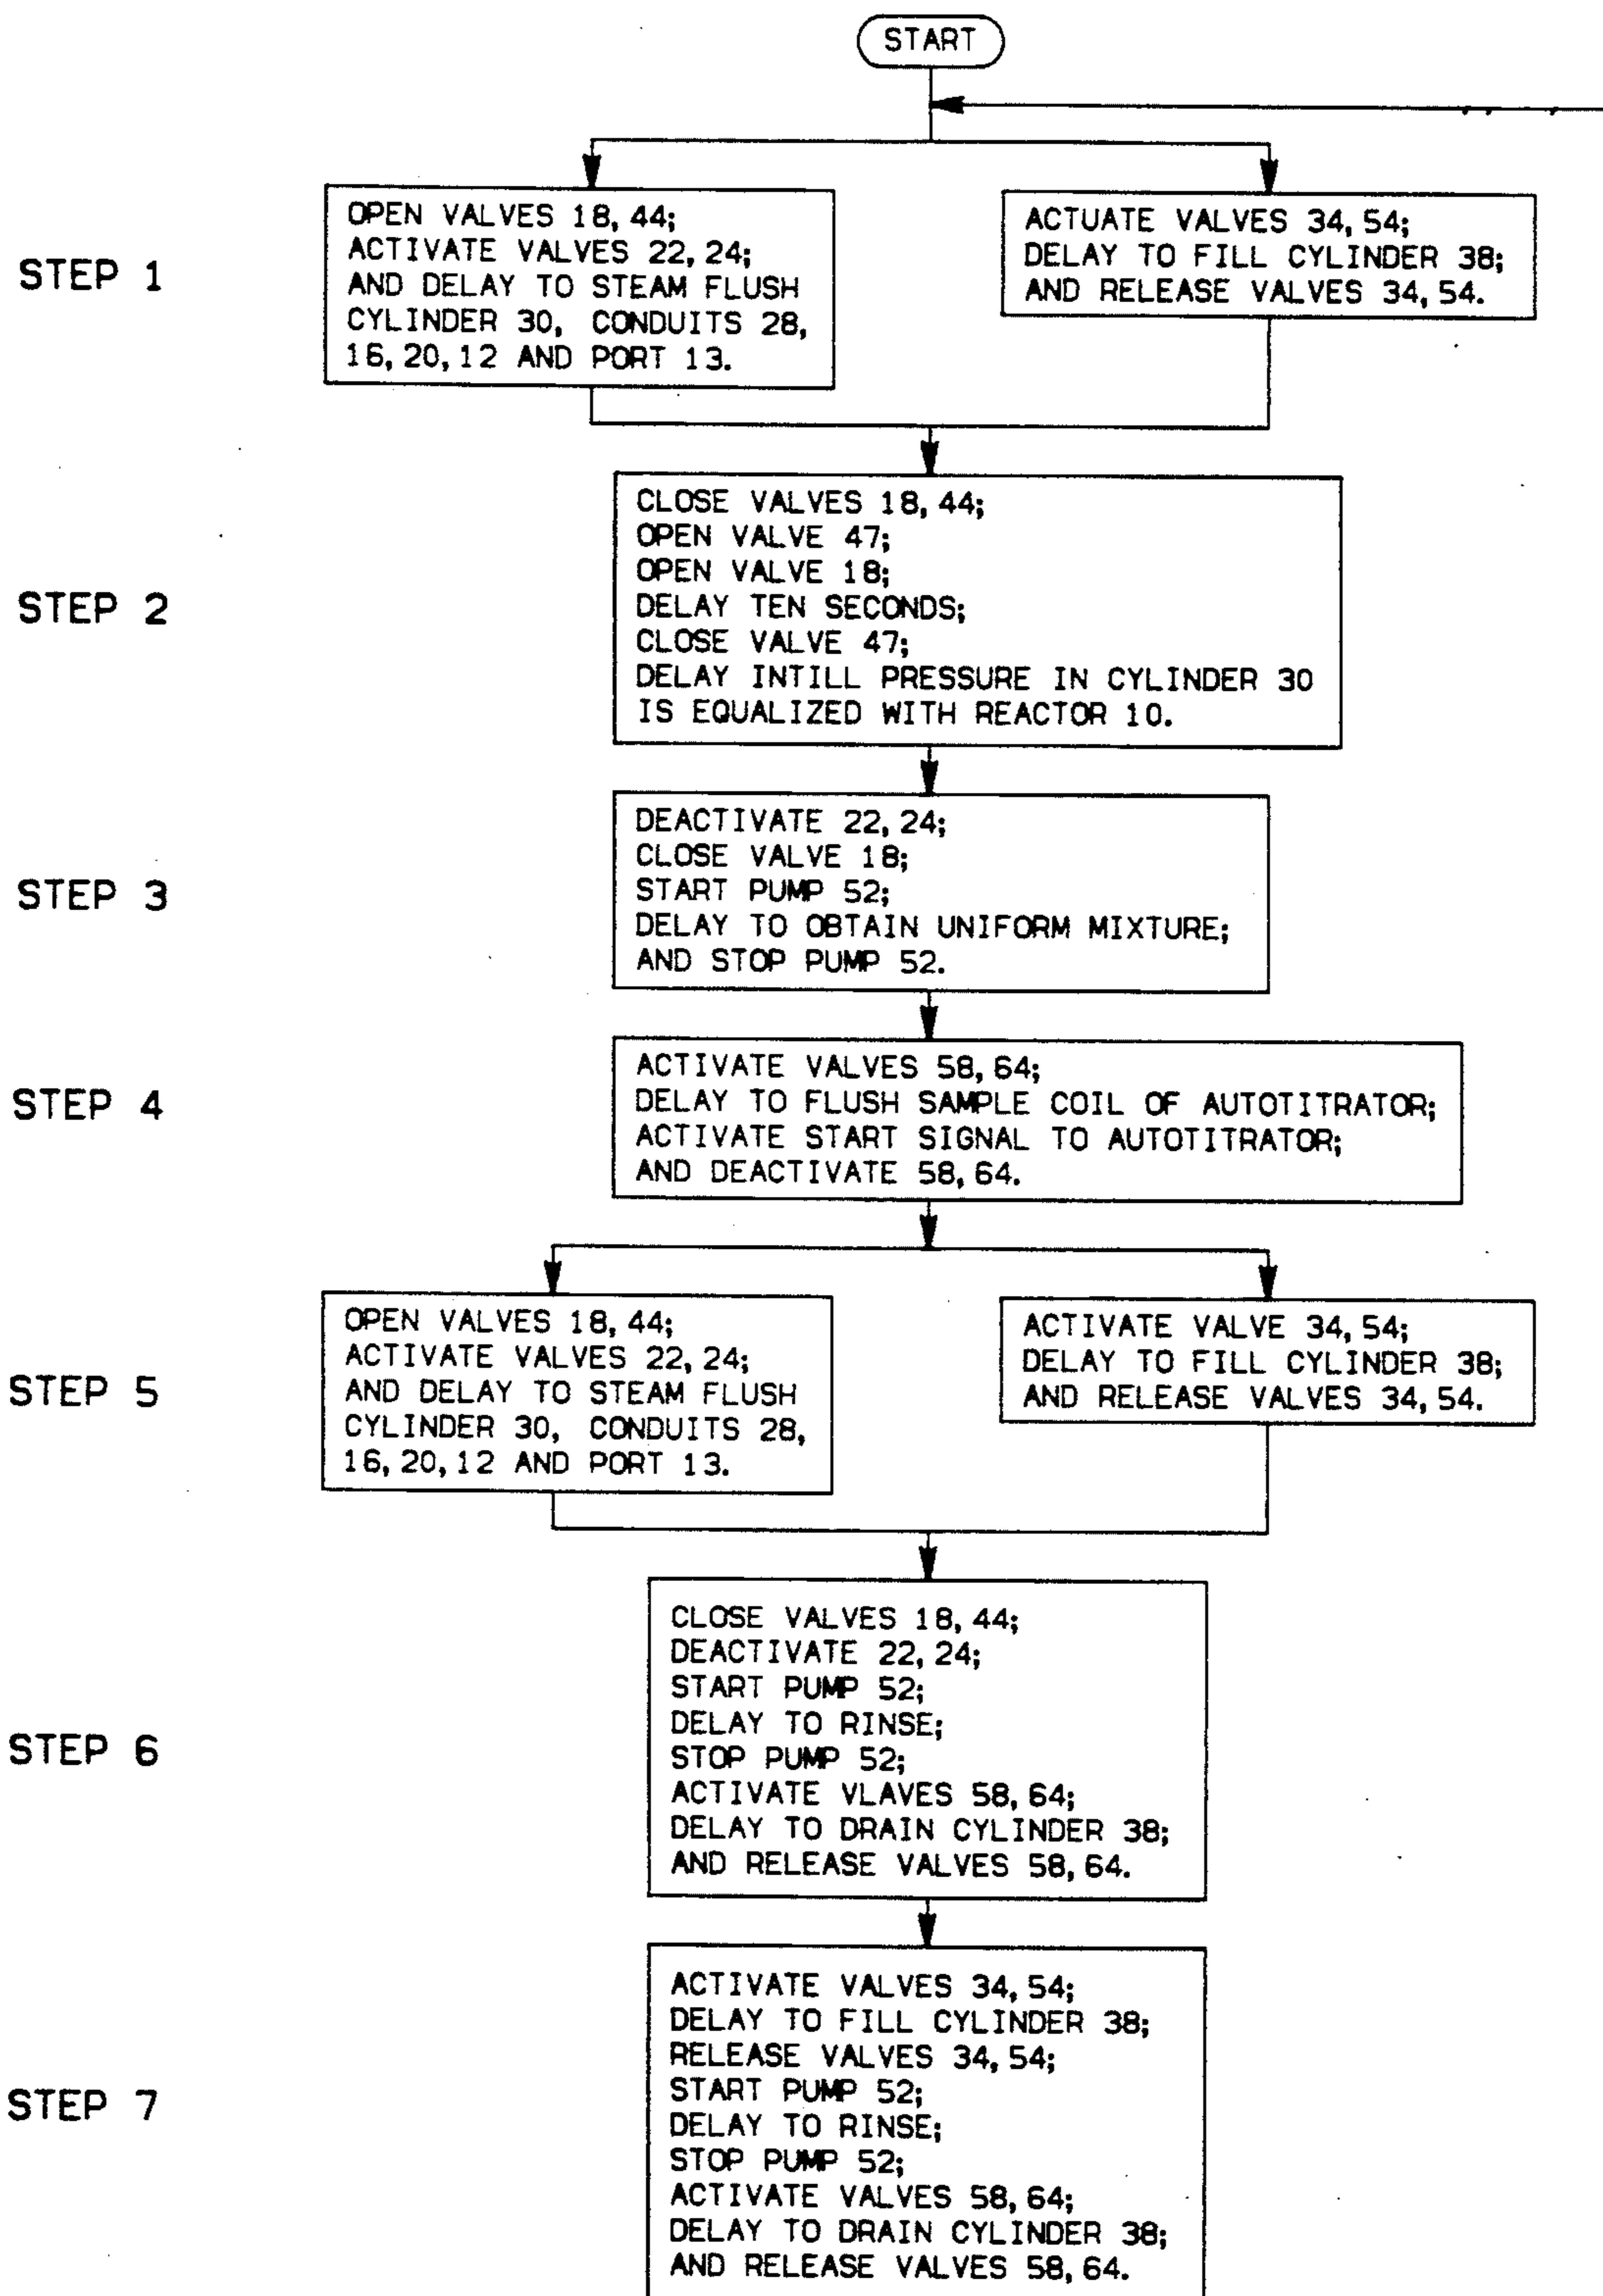 START
STEP 1
OPEN VALVES 18, 44;
ACTIVATE VALVES 22, 24;
AND DELAY TO STEAM FLUSH
CYLINDER 30, CONDUITS 28,
16, 20, 12 AND PORT 13.
ACTUATE VALVES 34, 54;
DELAY TO FILL CYLINDER 38;
AND RELEASE VALVES 34, 54.
STEP 2
CLOSE VALVES 18, 44;
OPEN VALVE 47;
OPEN VALVE 18;
DELAY TEN SECONDS;
CLOSE VALVE 47;
DELAY INTILL PRESSURE IN CYLINDER 30
IS EQUALIZED WITH REACTOR 10.
STEP 3
DEACTIVATE 22, 24;
CLOSE VALVE 18;
START PUMP 52;
DELAY TO OBTAIN UNIFORM MIXTURE;
AND STOP PUMP 52.
STEP 4
ACTIVATE VALVES 58, 64;
DELAY TO FLUSH SAMPLE COIL OF AUTOTITRATOR;
ACTIVATE START SIGNAL TO AUTOTITRATOR;
AND DEACTIVATE 58, 64.
STEP 5
OPEN VALVES 18, 44;
ACTIVATE VALVES 22, 24;
AND DELAY TO STEAM FLUSH
CYLINDER 30, CONDUITS 28,
16, 20, 12 AND PORT 13.
ACTIVATE VALVE 34, 54;
DELAY TO FILL CYLINDER 38;
AND RELEASE VALVES 34, 54.
STEP 6
CLOSE VALVES 18, 44;
DEACTIVATE 22, 24;
START PUMP 52;
DELAY TO RINSE;
STOP PUMP 52;
ACTIVATE VLAVES 58, 64;
DELAY TO DRAIN CYLINDER 38;
AND RELEASE VALVES 58, 64.
STEP 7
ACTIVATE VALVES 34, 54;
DELAY TO FILL CYLINDER 38;
RELEASE VALVES 34, 54;
START PUMP 52;
DELAY TO RINSE;
STOP PUMP 52;
ACTIVATE VALVES 58, 64;
DELAY TO DRAIN CYLINDER 38;
AND RELEASE VALVES 58, 64.